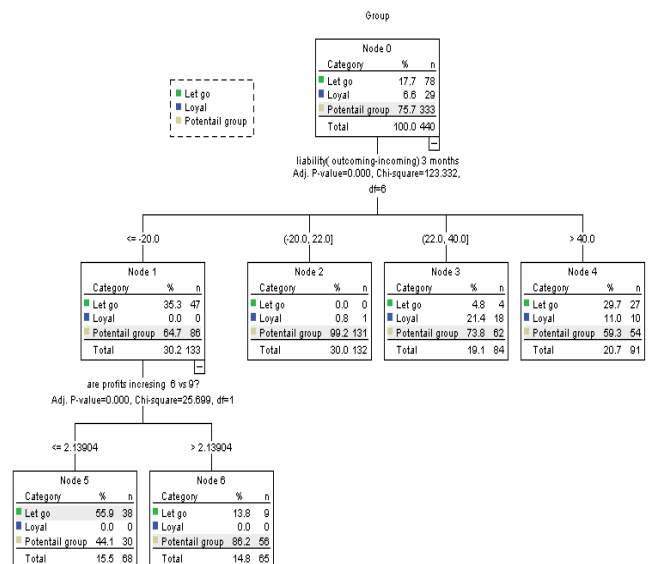 Group
Node 0
Category % n
Let go 17.7 78
Loyal 6.6 29
Potentail group 75.7 333
Total 100.0 440
Let go
Loyal
Potentail group
liability( outcoming-incoming) 3 months
Adj. P-value=0.000, Chi-square=123.332,
df=6
<= -20.0
(-20.0, 22.0]
(22.0, 40.0]
> 40.0
Node 1
Category % n
Let go 35.3 47
Loyal 0.0 0
Potentail group 64.7 86
Total 30.2 133
Node 2
Category % n
Let go 0.0 0
Loyal 0.8 1
Potentail group 99.2 131
Total 30.0 132
Node 3
Category % n
Let go 4.8 4
Loyal 21.4 18
Potentail group 73.8 62
Total 19.1 84
Node 4
Category % n
Let go 29.7 27
Loyal 11.0 10
Potentail group 59.3 54
Total 20.7 91
are profits incresing 6 vs 9?
Adj. P-value=0.000, Chi-square=25.699, df=1
<= 2.13904
> 2.13904
Node 5
Category % n
Let go 55.9 38
Loyal 0.0 0
Potentail group 44.1 30
Total 15.5 68
Node 6
Category % n
Let go 13.8 9
Loyal 0.0 0
Potentail group 86.2 56
Total 14.8 65